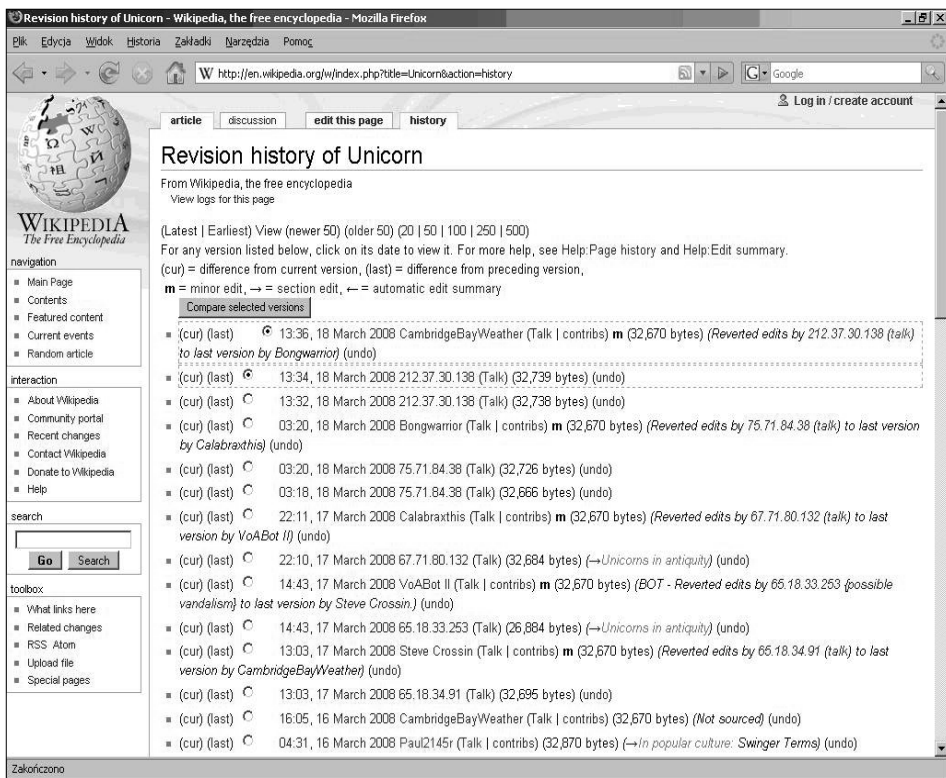 Revision history of Unicorn - Wikipedia, the free encyclopedia - Mozilla Firefox
Plik Edycja Widok Historia Zakładki Narzędzia Pomoc
W http://en.wikipedia.org/w/index.php?title=Unicorn&action=history
G Google
Log in / create account
article discussion edit this page history
Revision history of Unicorn
From Wikipedia, the free encyclopedia
View logs for this page
(Latest | Earliest) View (newer 50) (older 50) (20 | 50 | 100 | 250 | 500)
For any version listed below, click on its date to view it. For more help, see Help:Page history and Help:Edit summary.
(cur) = difference from current version, (last) = difference from preceding version,
m = minor edit, → = section edit, ← = automatic edit summary
Compare selected versions
(cur) (last) 13:36, 18 March 2008 CambridgeBayWeather (Talk | contribs) m (32,670 bytes) (Reverted edits by 212.37.30.138 (talk)
to last version by Bongwarrior) (undo)
(cur) (last) 13:34, 18 March 2008 212.37.30.138 (Talk) (32,739 bytes) (undo)
(cur) (last) 13:32, 18 March 2008 212.37.30.138 (Talk) (32,738 bytes) (undo)
(cur) (last) 03:20, 18 March 2008 Bongwarrior (Talk | contribs) m (32,670 bytes) (Reverted edits by 75.71.84.38 (talk) to last version
by Calabraxthis) (undo)
(cur) (last) 03:20, 18 March 2008 75.71.84.38 (Talk) (32,726 bytes) (undo)
(cur) (last) 03:18, 18 March 2008 75.71.84.38 (Talk) (32,666 bytes) (undo)
(cur) (last) 22:11, 17 March 2008 Calabraxthis (Talk | contribs) m (32,670 bytes) (Reverted edits by 67.71.80.132 (talk) to last
version by VoABot II) (undo)
(cur) (last) 22:10, 17 March 2008 67.71.80.132 (Talk) (32,684 bytes) (→Unicorns in antiquity) (undo)
(cur) (last) 14:43, 17 March 2008 VoABot II (Talk | contribs) m (32,670 bytes) (BOT - Reverted edits by 65.18.33.253 {possible
vandalism} to last version by Steve Crossin.) (undo)
(cur) (last) 14:43, 17 March 2008 65.18.33.253 (Talk) (26,884 bytes) (→Unicorns in antiquity) (undo)
(cur) (last) 13:03, 17 March 2008 Steve Crossin (Talk | contribs) m (32,670 bytes) (Reverted edits by 65.18.34.91 (talk) to last
version by CambridgeBayWeather) (undo)
(cur) (last) 13:03, 17 March 2008 65.18.34.91 (Talk) (32,695 bytes) (undo)
(cur) (last) 16:05, 16 March 2008 CambridgeBayWeather (Talk | contribs) (32,670 bytes) (Not sourced) (undo)
(cur) (last) 04:31, 16 March 2008 Paul2145r (Talk | contribs) (32,870 bytes) (→In popular culture: Swinger Terms) (undo)
WIKIPEDIA
The Free Encyclopedia
navigation
Main Page
Contents
Featured content
Current events
Random article
interaction
About Wikipedia
Community portal
Recent changes
Contact Wikipedia
Donate to Wikipedia
Help
search
Go Search
toolbox
What links here
Related changes
RSS Atom
Upload file
Special pages
Zakończono